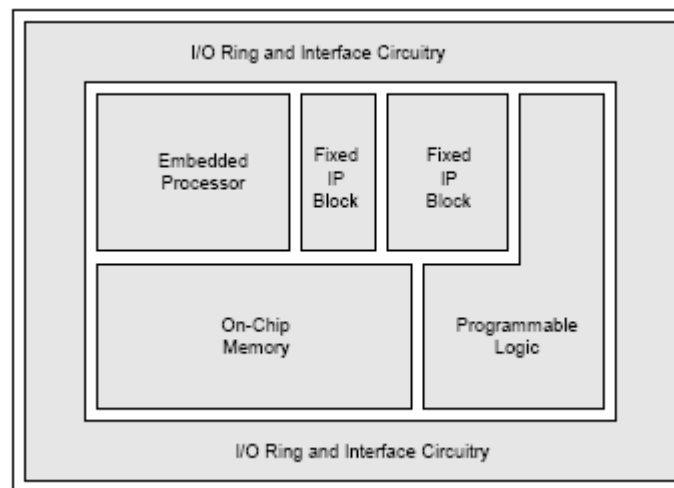 I/O Ring and Interface Circuitry
Embedded
Processor
Fixed
IP
Block
Fixed
IP
Block
On-Chip
Memory
Programmable
Logic
I/O Ring and Interface Circuitry